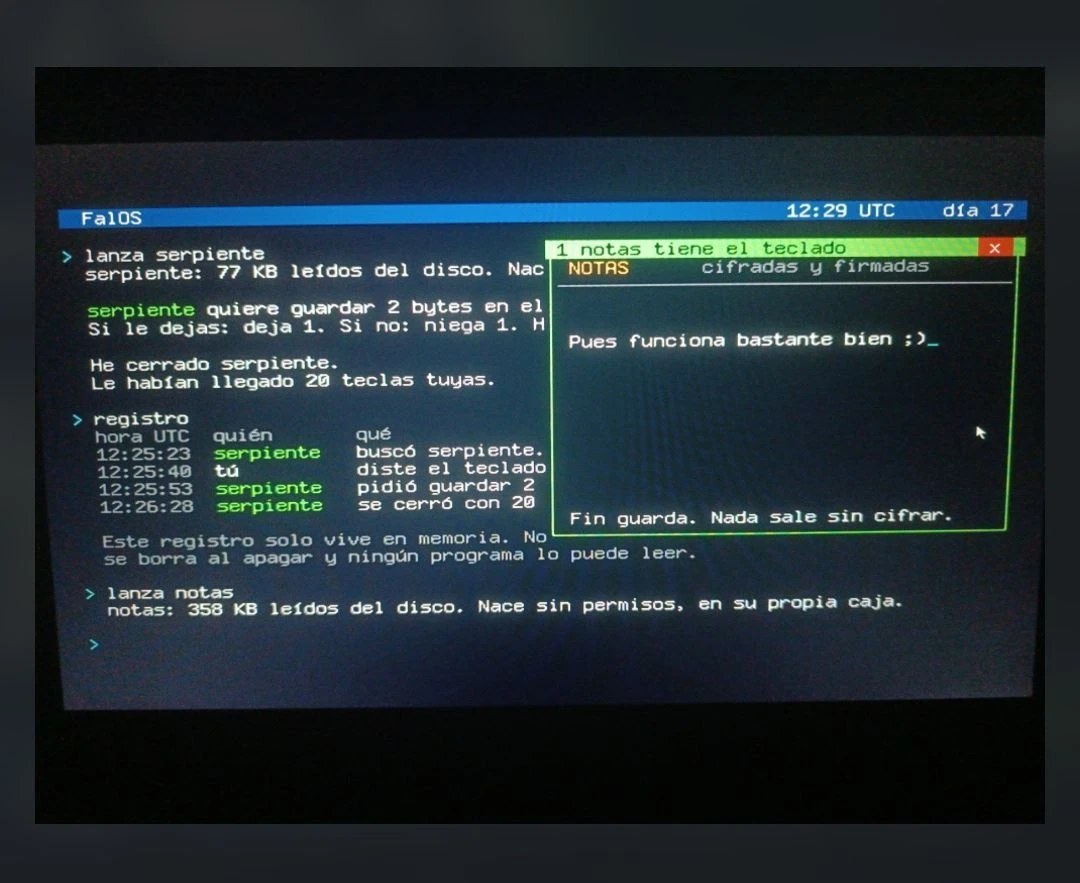 FalOS 12:29 UTC día 17
> lanza serpiente
serpiente: 77 KB leídos del disco. Nac
serpiente quiere guardar 2 bytes en el
Si le dejas: deja 1. Si no: niega 1. H
He cerrado serpiente.
Le habían llegado 20 teclas tuyas.
> registro
hora UTC quién qué
12:25:23 serpiente buscó serpiente.
12:25:40 tú diste el teclado
12:25:53 serpiente pidió guardar 2
12:26:28 serpiente se cerró con 20
Este registro solo vive en memoria. No
se borra al apagar y ningún programa lo puede leer.
> lanza notas
notas: 358 KB leídos del disco. Nace sin permisos, en su propia caja.
>
1 notas tiene el teclado x
NOTAS cifradas y firmadas
Pues funciona bastante bien ;)_
Fin guarda. Nada sale sin cifrar.